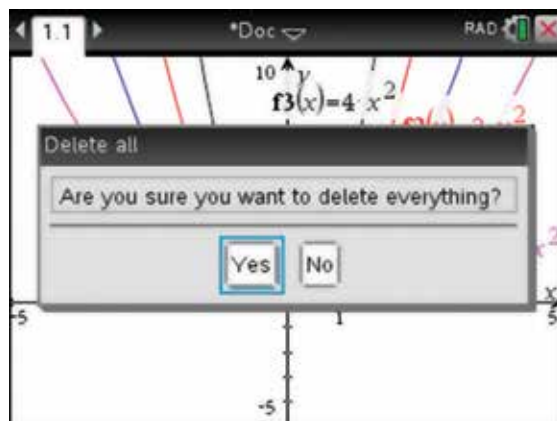 1.1 *Doc RAD
10 y
f3(x)=4·x²
Delete all
Are you sure you want to delete everything?
Yes No
x²
x
-5 1 5
-5